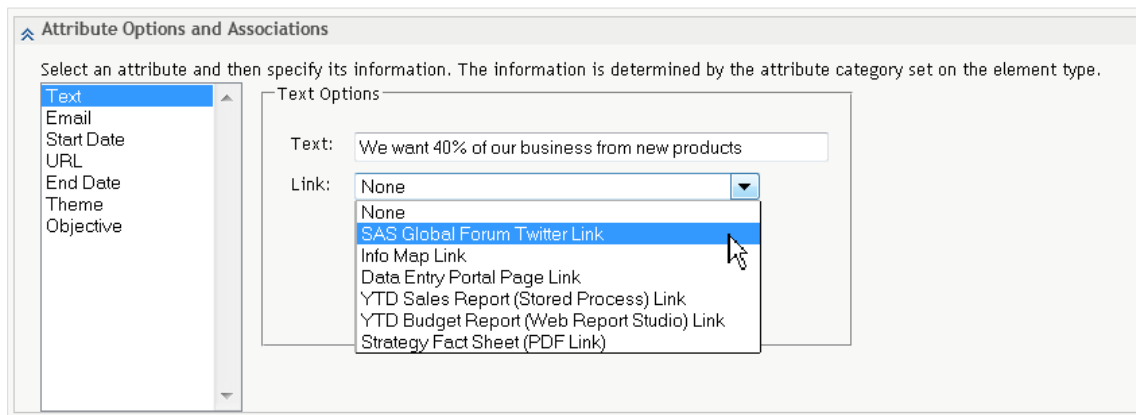 Attribute Options and Associations
Select an attribute and then specify its information. The information is determined by the attribute category set on the element type.
Text
Email
Start Date
URL
End Date
Theme
Objective
Text Options
Text: We want 40% of our business from new products
Link: None
None
SAS Global Forum Twitter Link
Info Map Link
Data Entry Portal Page Link
YTD Sales Report (Stored Process) Link
YTD Budget Report (Web Report Studio) Link
Strategy Fact Sheet (PDF Link)